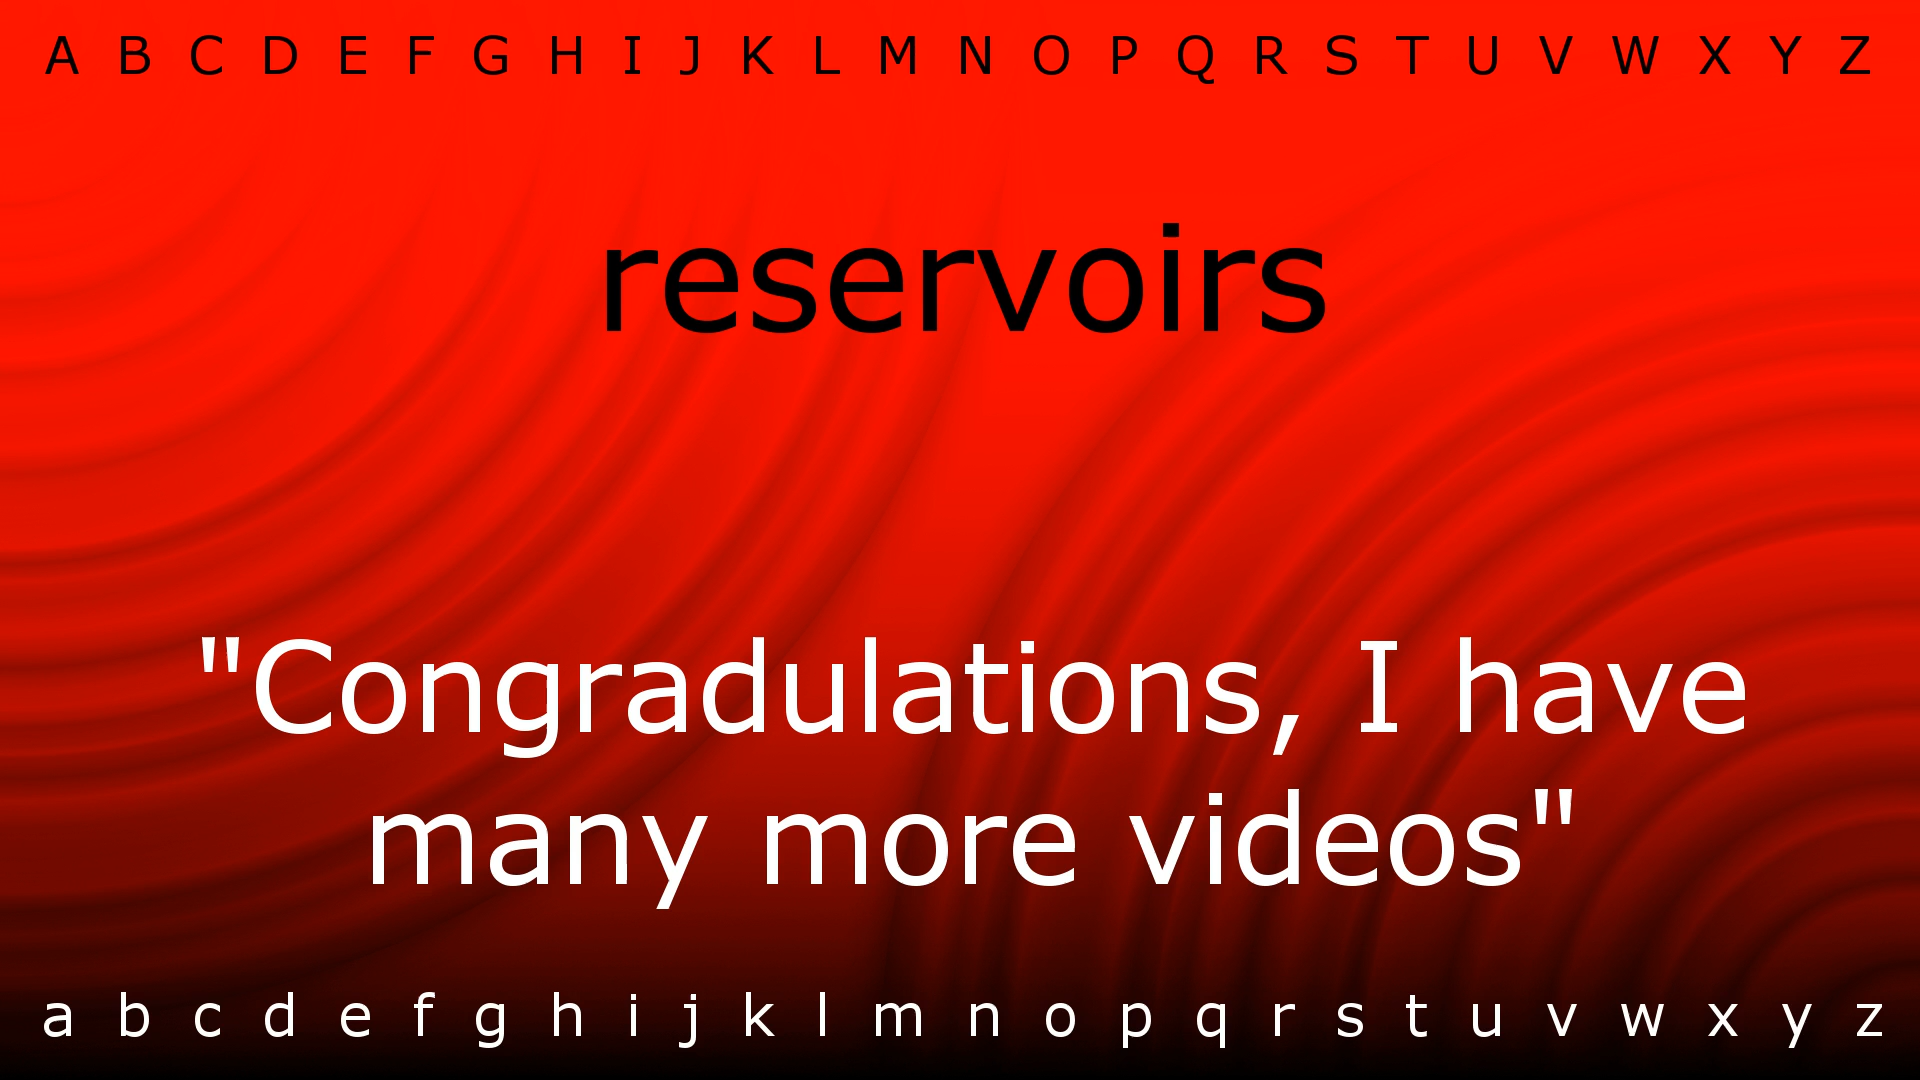 A B C D E F G H I J K L M N O P Q R S T U V W X Y Z
reservoirs
"Congradulations, I have
many more videos"
a b c d e f g h i j k l m n o p q r s t u v w x y z